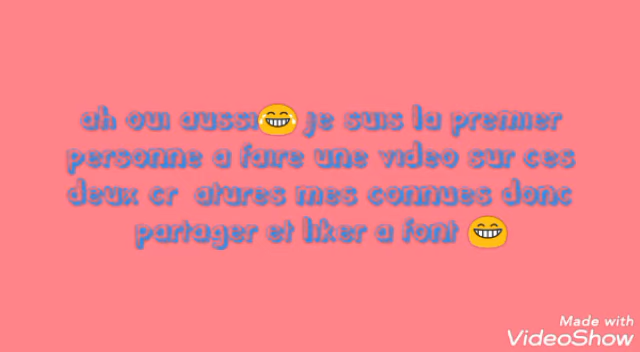 ah oui aussi😂 je suis la premier
personne a faire une video sur ces
deux cr atures mes connues donc
partager et liker a font 😁
Made with
VideoShow